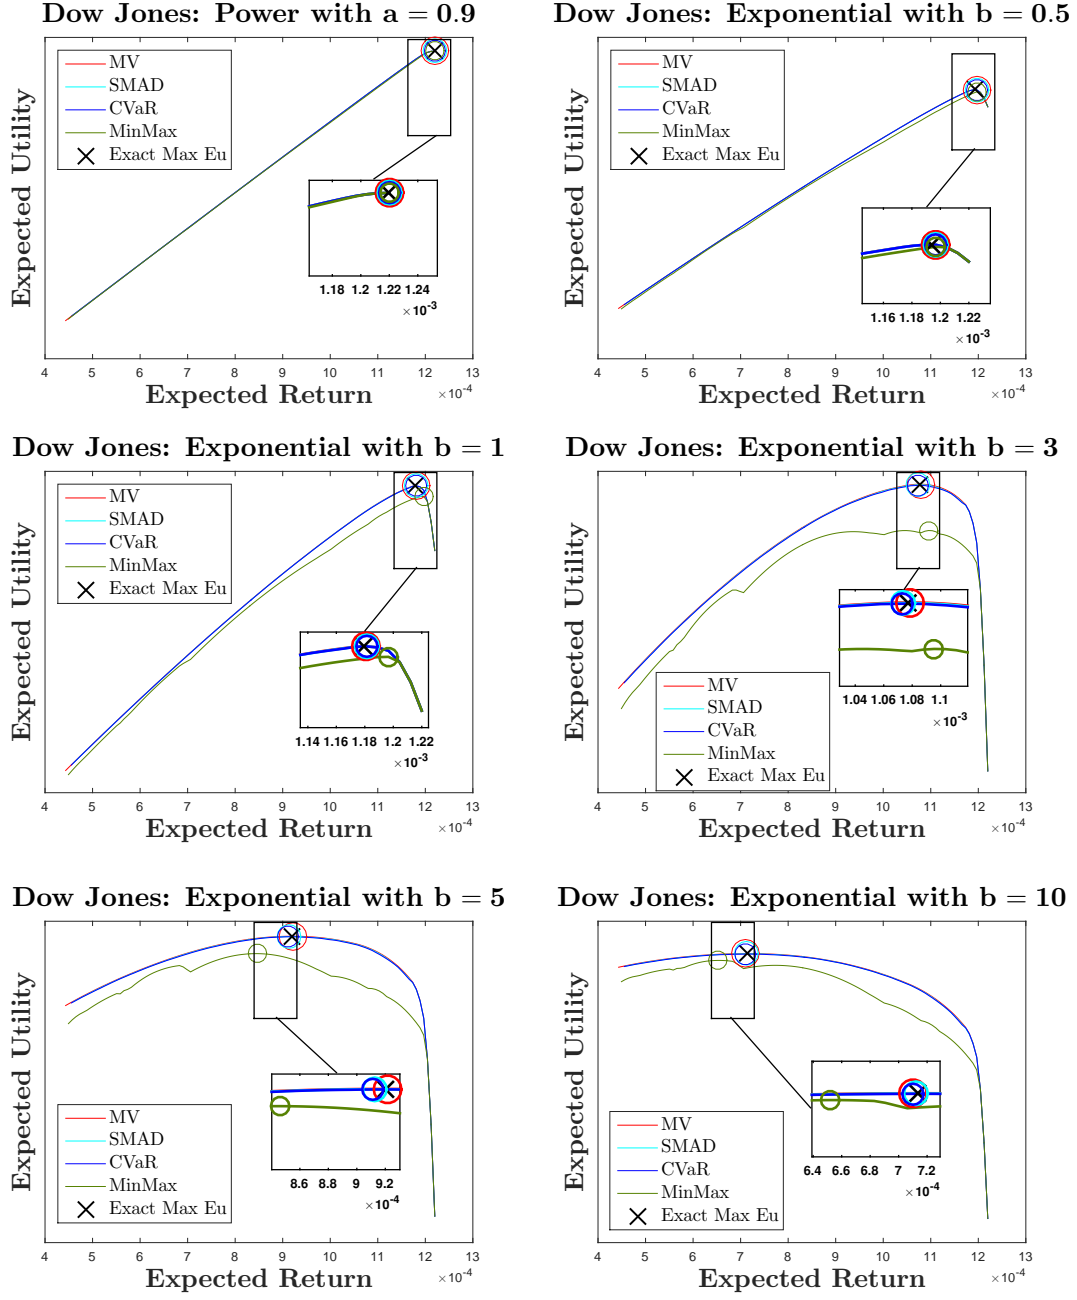 Dow Jones: Power with a = 0.9
Expected Utility
MV
SMAD
CVaR
MinMax
Exact Max Eu
1.18 1.2 1.22 1.24
×10⁻³
4 5 6 7 8 9 10 11 12 13
Expected Return
×10⁻⁴
Dow Jones: Exponential with b = 0.5
Expected Utility
MV
SMAD
CVaR
MinMax
Exact Max Eu
1.16 1.18 1.2 1.22
×10⁻³
4 5 6 7 8 9 10 11 12 13
Expected Return
×10⁻⁴
Dow Jones: Exponential with b = 1
Expected Utility
MV
SMAD
CVaR
MinMax
Exact Max Eu
1.14 1.16 1.18 1.2 1.22
×10⁻³
4 5 6 7 8 9 10 11 12 13
Expected Return
×10⁻⁴
Dow Jones: Exponential with b = 3
Expected Utility
1.04 1.06 1.08 1.1
×10⁻³
MV
SMAD
CVaR
MinMax
Exact Max Eu
4 5 6 7 8 9 10 11 12 13
Expected Return
×10⁻⁴
Dow Jones: Exponential with b = 5
Expected Utility
MV
SMAD
CVaR
MinMax
Exact Max Eu
8.6 8.8 9 9.2
×10⁻⁴
4 5 6 7 8 9 10 11 12 13
Expected Return
×10⁻⁴
Dow Jones: Exponential with b = 10
Expected Utility
MV
SMAD
CVaR
MinMax
Exact Max Eu
6.4 6.6 6.8 7 7.2
×10⁻⁴
4 5 6 7 8 9 10 11 12 13
Expected Return
×10⁻⁴